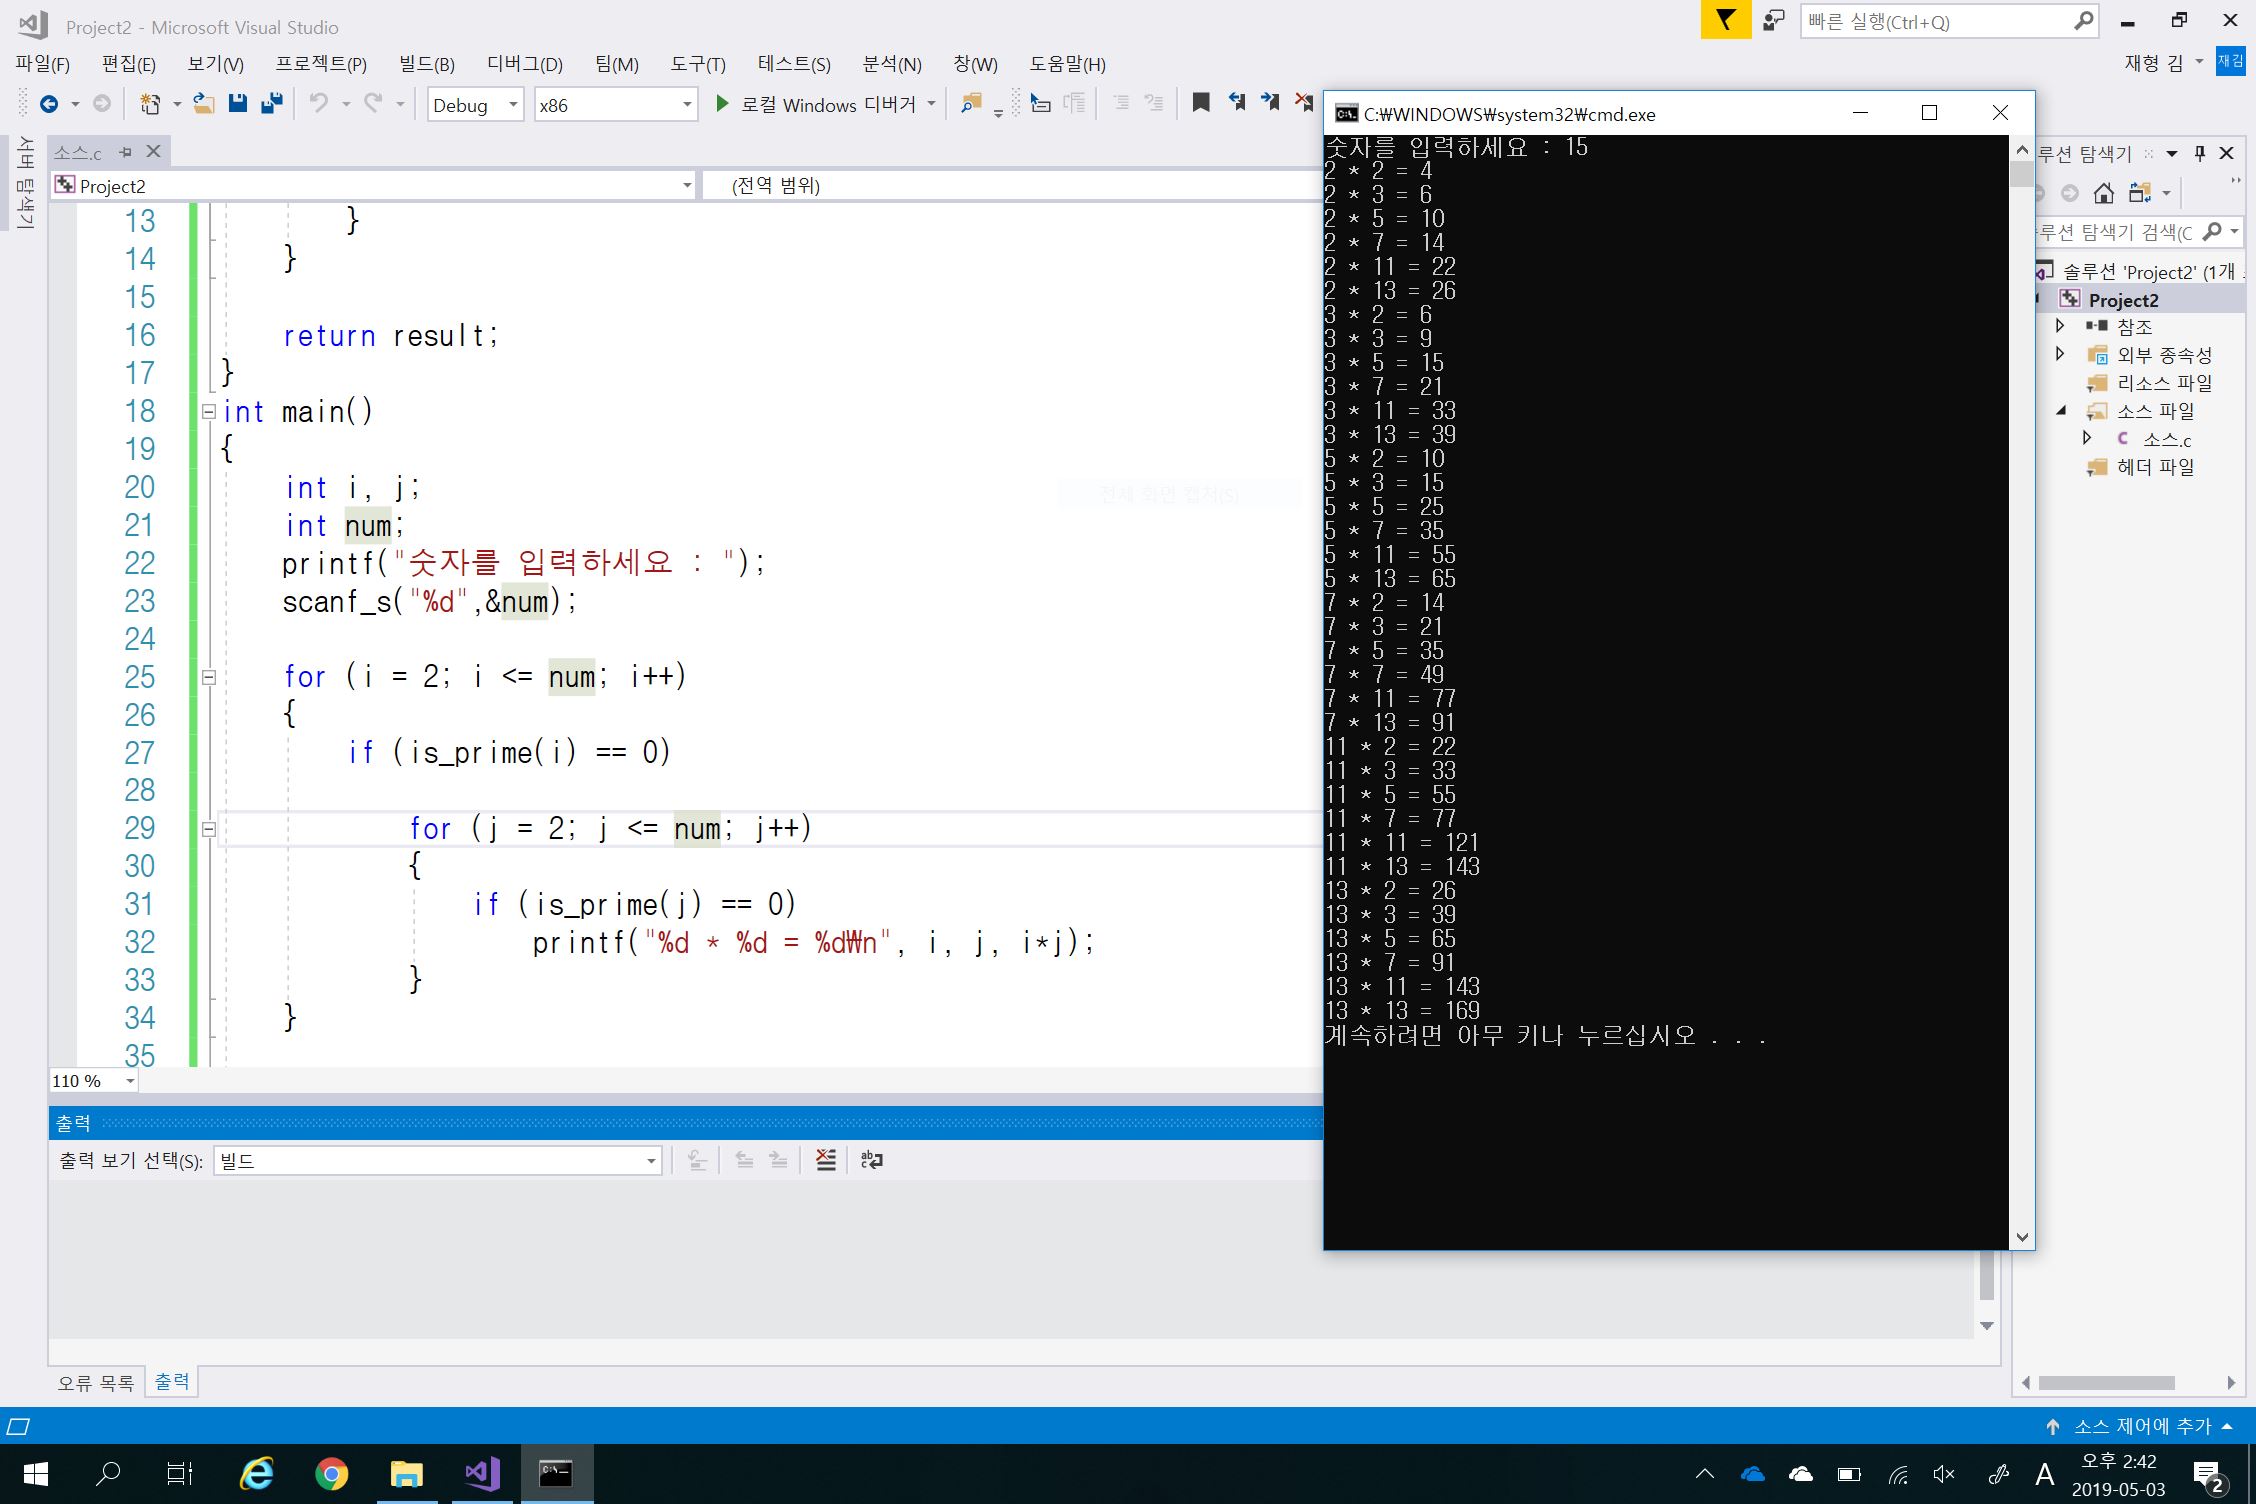 Project2 - Microsoft Visual Studio
빠른 실행(Ctrl+Q)
파일(F) 편집(E) 보기(V) 프로젝트(P) 빌드(B) 디버그(D) 팀(M) 도구(T) 테스트(S) 분석(N) 창(W) 도움말(H)
재형 김
재김
Debug x86 로컬 Windows 디버거
서버 탐색기
소스.c
Project2
(전역 범위)
13 }
14 }
15
16 return result;
17 }
18 int main()
19 {
20 int i, j;
21 int num;
22 printf("숫자를 입력하세요 : ");
23 scanf_s("%d",&num);
24
25 for (i = 2; i <= num; i++)
26 {
27 if (is_prime(i) == 0)
28
29 for (j = 2; j <= num; j++)
30 {
31 if (is_prime(j) == 0)
32 printf("%d * %d = %d₩n", i, j, i*j);
33 }
34 }
35
전체 화면 캡처(S)
110 %
출력
출력 보기 선택(S): 빌드
오류 목록 출력
C:₩WINDOWS₩system32₩cmd.exe
숫자를 입력하세요 : 15
2 * 2 = 4
2 * 3 = 6
2 * 5 = 10
2 * 7 = 14
2 * 11 = 22
2 * 13 = 26
3 * 2 = 6
3 * 3 = 9
3 * 5 = 15
3 * 7 = 21
3 * 11 = 33
3 * 13 = 39
5 * 2 = 10
5 * 3 = 15
5 * 5 = 25
5 * 7 = 35
5 * 11 = 55
5 * 13 = 65
7 * 2 = 14
7 * 3 = 21
7 * 5 = 35
7 * 7 = 49
7 * 11 = 77
7 * 13 = 91
11 * 2 = 22
11 * 3 = 33
11 * 5 = 55
11 * 7 = 77
11 * 11 = 121
11 * 13 = 143
13 * 2 = 26
13 * 3 = 39
13 * 5 = 65
13 * 7 = 91
13 * 11 = 143
13 * 13 = 169
계속하려면 아무 키나 누르십시오 . . .
루션 탐색기
루션 탐색기 검색(C
솔루션 'Project2' (1개
Project2
참조
외부 종속성
리소스 파일
소스 파일
C 소스.c
헤더 파일
소스 제어에 추가
A
오후 2:42
2019-05-03
2